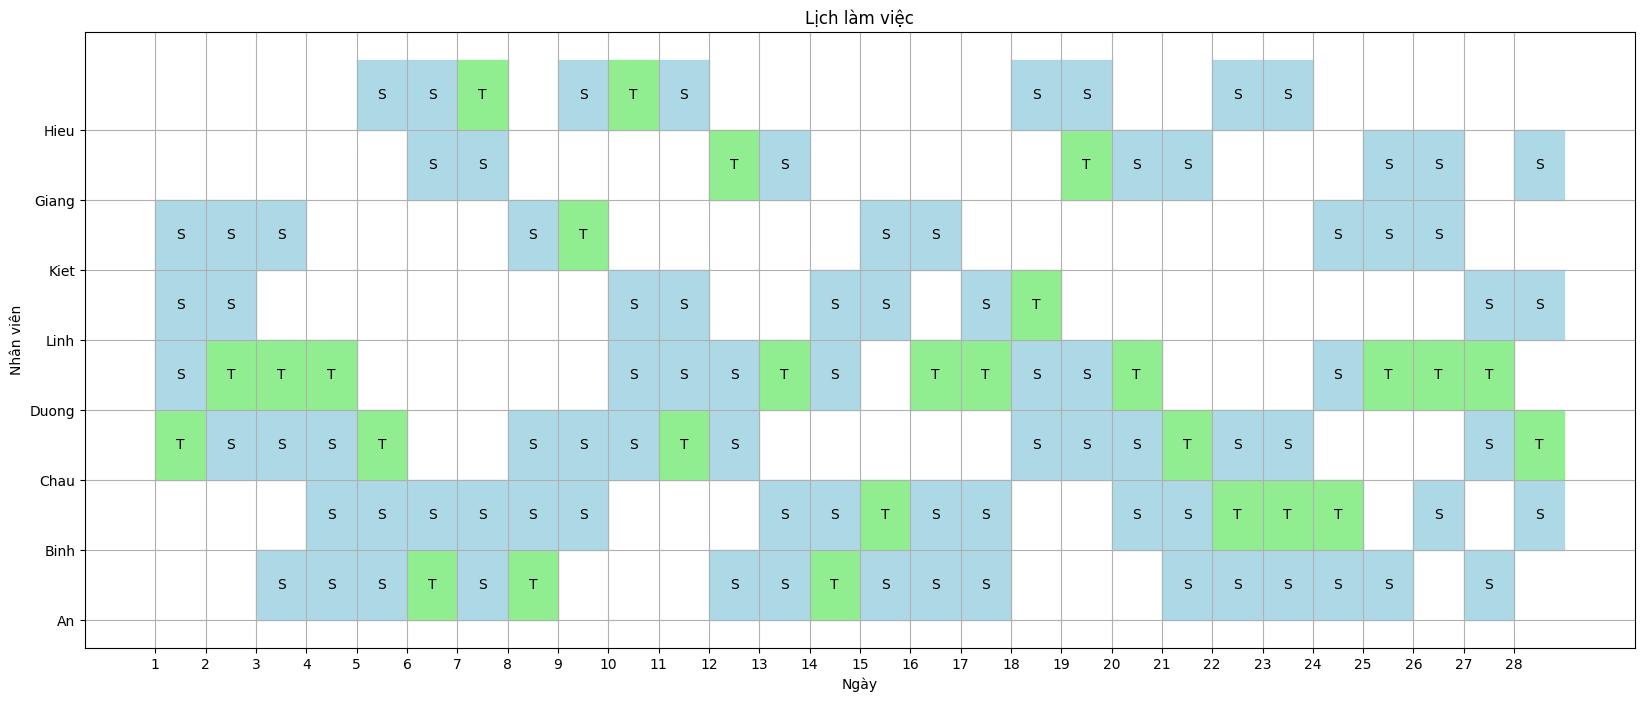 Lịch làm việc
S S T S T S S S S S
Hieu
S S T S T S S S S S
Giang
S S S S T S S S S S
Kiet
S S S S S S S T S S
Linh
S T T T S S S T S T T S S T S T T T
Duong
T S S S T S S S T S S S S T S S S T
Chau
S S S S S S S S T S S S S T T T S S
Binh
S S S T S T S S T S S S S S S S S S
An
1 2 3 4 5 6 7 8 9 10 11 12 13 14 15 16 17 18 19 20 21 22 23 24 25 26 27 28
Ngày
Nhân viên